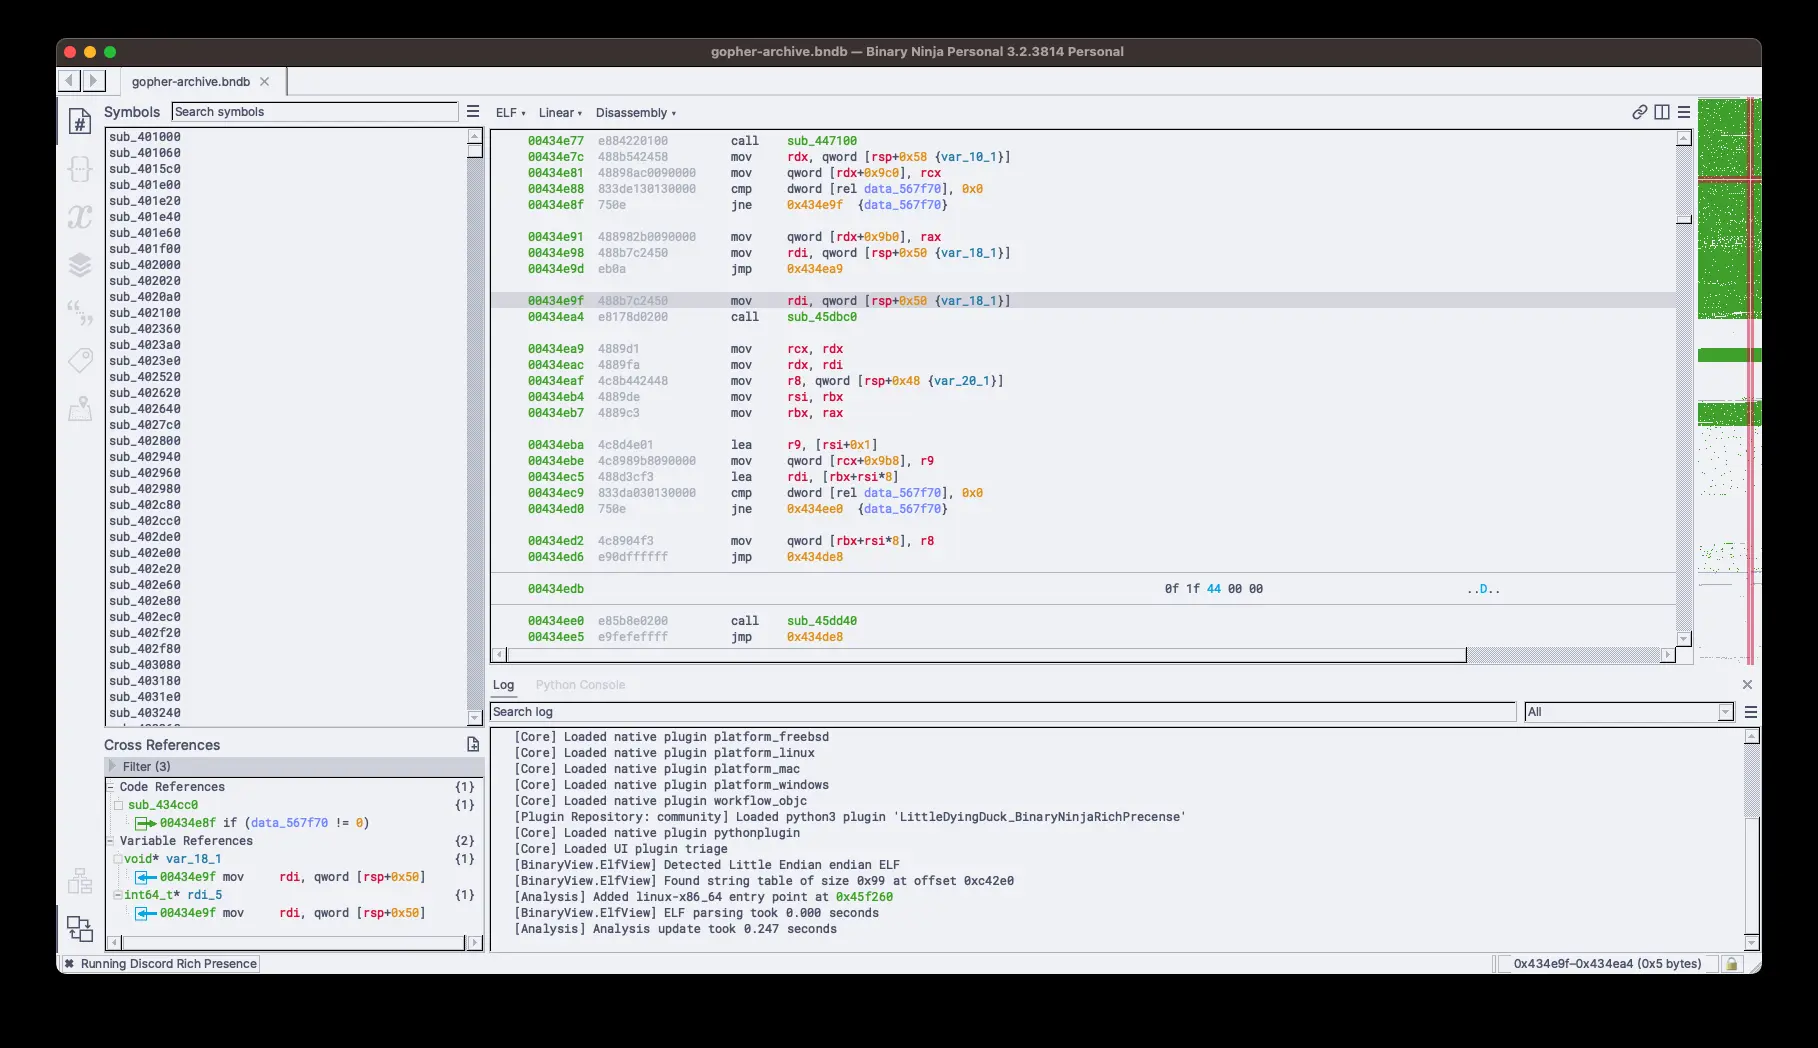 gopher-archive.bndb — Binary Ninja Personal 3.2.3814 Personal
gopher-archive.bndb
Symbols
Search symbols
sub_401000
sub_401060
sub_4015c0
sub_401e00
sub_401e20
sub_401e40
sub_401e60
sub_401f00
sub_402000
sub_402020
sub_4020a0
sub_402100
sub_402360
sub_4023a0
sub_4023e0
sub_402520
sub_402620
sub_402640
sub_4027c0
sub_402800
sub_402940
sub_402960
sub_402980
sub_402c80
sub_402cc0
sub_402de0
sub_402e00
sub_402e20
sub_402e60
sub_402e80
sub_402ec0
sub_402f20
sub_402f80
sub_403080
sub_403180
sub_4031e0
sub_403240
Cross References
Filter (3)
Code References {1}
sub_434cc0 {1}
00434e8f if (data_567f70 != 0)
Variable References {2}
void* var_18_1 {1}
00434e9f mov rdi, qword [rsp+0x50]
int64_t* rdi_5 {1}
00434e9f mov rdi, qword [rsp+0x50]
ELF Linear Disassembly
00434e77 e884220100 call sub_447100
00434e7c 488b542458 mov rdx, qword [rsp+0x58 {var_10_1}]
00434e81 48898ac0090000 mov qword [rdx+0x9c0], rcx
00434e88 833de130130000 cmp dword [rel data_567f70], 0x0
00434e8f 750e jne 0x434e9f {data_567f70}
00434e91 488982b0090000 mov qword [rdx+0x9b0], rax
00434e98 488b7c2450 mov rdi, qword [rsp+0x50 {var_18_1}]
00434e9d eb0a jmp 0x434ea9
00434e9f 488b7c2450 mov rdi, qword [rsp+0x50 {var_18_1}]
00434ea4 e8178d0200 call sub_45dbc0
00434ea9 4889d1 mov rcx, rdx
00434eac 4889fa mov rdx, rdi
00434eaf 4c8b442448 mov r8, qword [rsp+0x48 {var_20_1}]
00434eb4 4889de mov rsi, rbx
00434eb7 4889c3 mov rbx, rax
00434eba 4c8d4e01 lea r9, [rsi+0x1]
00434ebe 4c8989b8090000 mov qword [rcx+0x9b8], r9
00434ec5 488d3cf3 lea rdi, [rbx+rsi*8]
00434ec9 833da030130000 cmp dword [rel data_567f70], 0x0
00434ed0 750e jne 0x434ee0 {data_567f70}
00434ed2 4c8904f3 mov qword [rbx+rsi*8], r8
00434ed6 e90dffffff jmp 0x434de8
00434edb 0f 1f 44 00 00 ..D..
00434ee0 e85b8e0200 call sub_45dd40
00434ee5 e9fefeffff jmp 0x434de8
Log Python Console
Search log All
[Core] Loaded native plugin platform_freebsd
[Core] Loaded native plugin platform_linux
[Core] Loaded native plugin platform_mac
[Core] Loaded native plugin platform_windows
[Core] Loaded native plugin workflow_objc
[Plugin Repository: community] Loaded python3 plugin 'LittleDyingDuck_BinaryNinjaRichPrecense'
[Core] Loaded native plugin pythonplugin
[Core] Loaded UI plugin triage
[BinaryView.ElfView] Detected Little Endian endian ELF
[BinaryView.ElfView] Found string table of size 0x99 at offset 0xc42e0
[Analysis] Added linux-x86_64 entry point at 0x45f260
[BinaryView.ElfView] ELF parsing took 0.000 seconds
[Analysis] Analysis update took 0.247 seconds
Running Discord Rich Presence
0x434e9f–0x434ea4 (0x5 bytes)